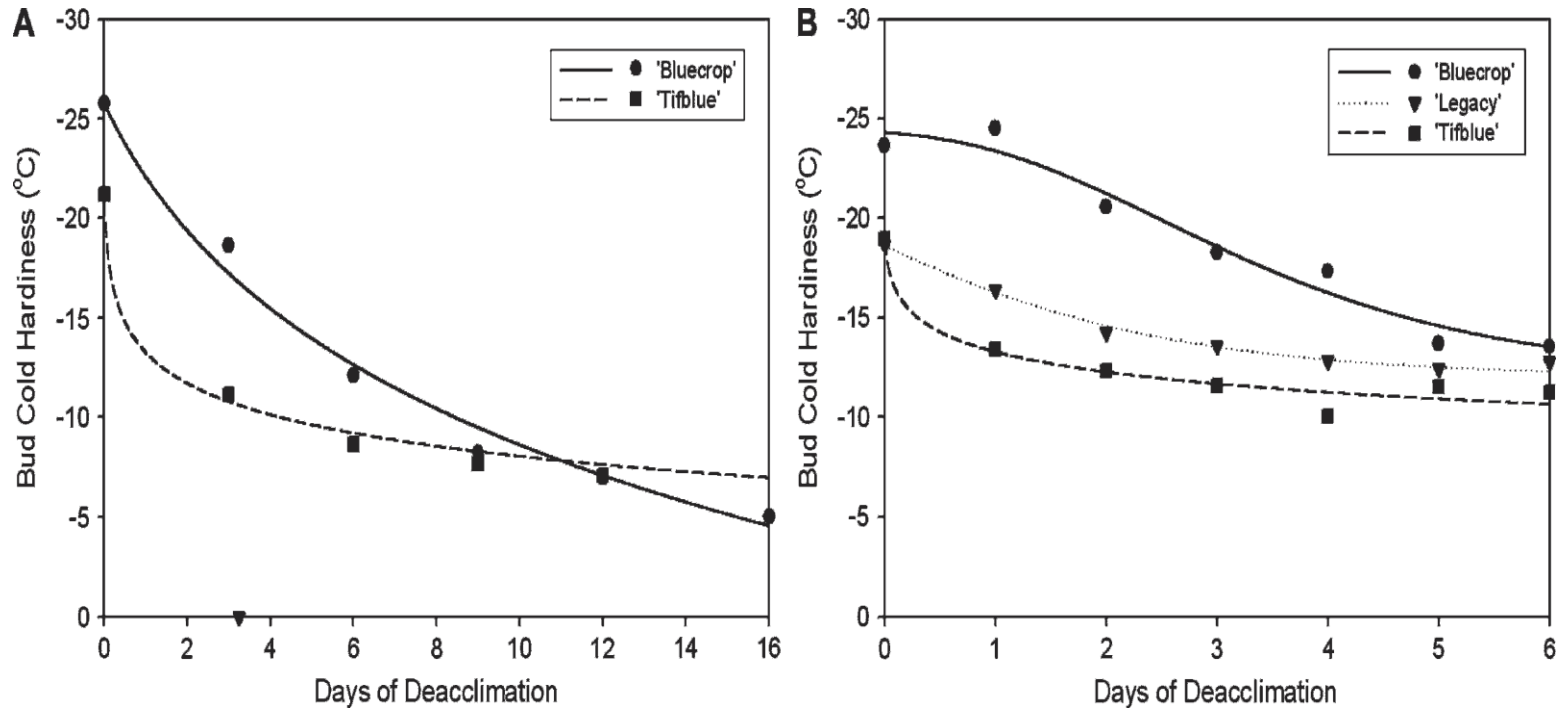 A
-30
-25
-20
-15
-10
-5
0
Bud Cold Hardiness (°C)
'Bluecrop'
'Tifblue'
0 2 4 6 8 10 12 14 16
Days of Deacclimation
B
-30
-25
-20
-15
-10
-5
0
Bud Cold Hardiness (°C)
'Bluecrop'
'Legacy'
'Tifblue'
0 1 2 3 4 5 6
Days of Deacclimation